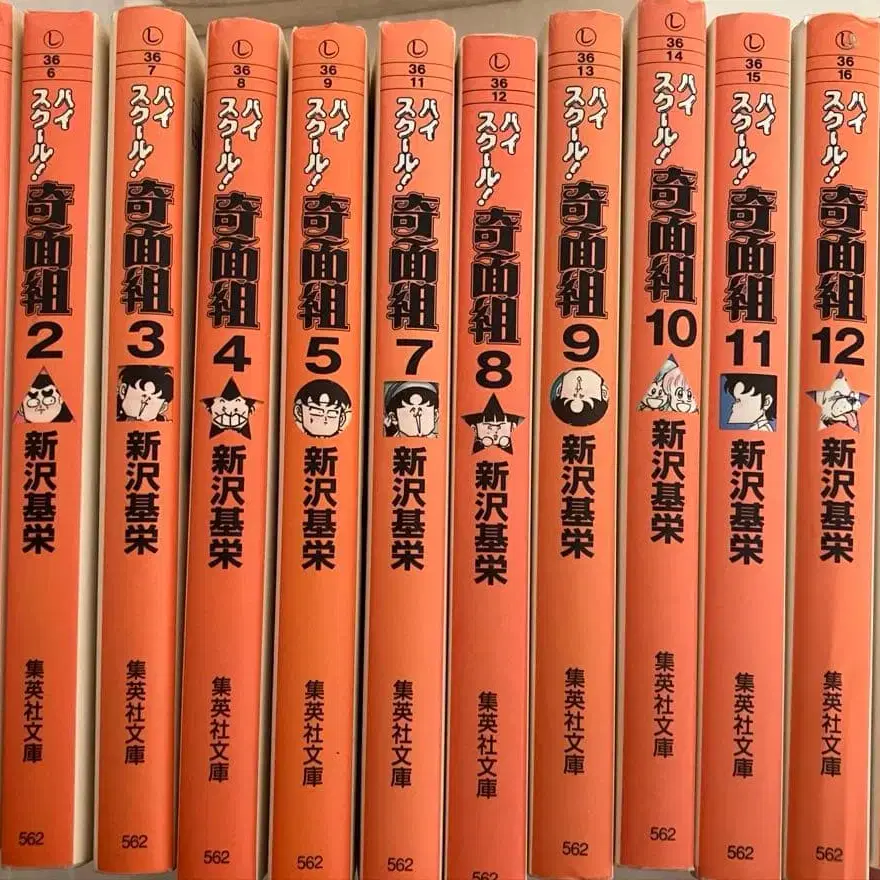 し
36
6
ハイスクール!
奇面組
2
新沢基栄
集英社文庫
562
し
36
7
ハイスクール!
奇面組
3
新沢基栄
集英社文庫
562
し
36
8
ハイスクール!
奇面組
4
新沢基栄
集英社文庫
562
し
36
9
ハイスクール!
奇面組
5
新沢基栄
集英社文庫
562
し
36
11
ハイスクール!
奇面組
7
新沢基栄
集英社文庫
562
し
36
12
ハイスクール!
奇面組
8
新沢基栄
集英社文庫
562
し
36
13
ハイスクール!
奇面組
9
新沢基栄
集英社文庫
562
し
36
14
ハイスクール!
奇面組
10
新沢基栄
集英社文庫
562
し
36
15
ハイスクール!
奇面組
11
新沢基栄
集英社文庫
562
し
36
16
ハイスクール!
奇面組
12
新沢基栄
集英社文庫
562